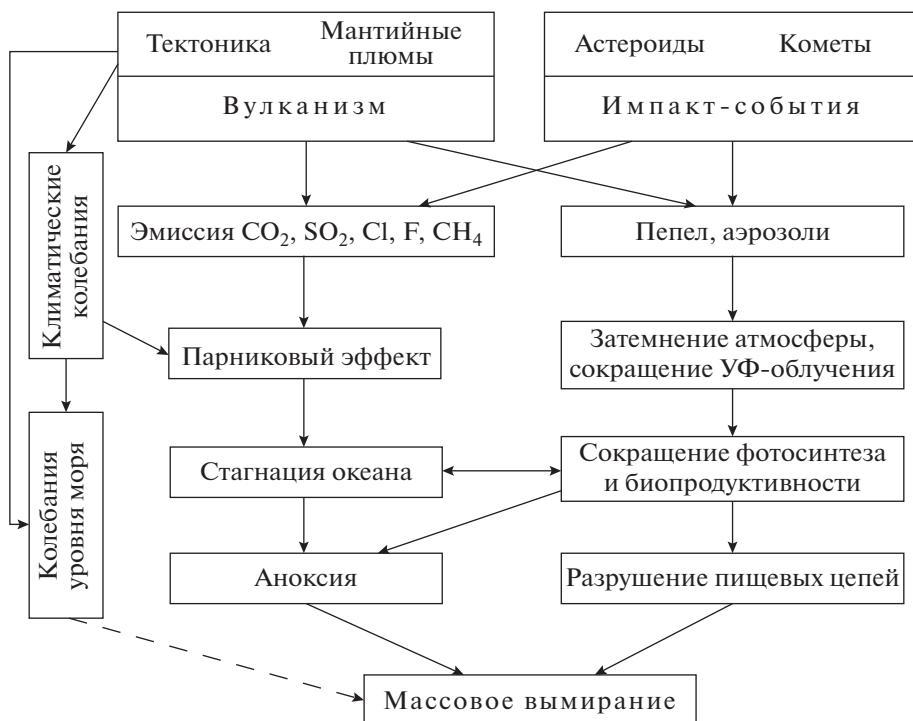 Тектоника
Мантийные
плюмы
Астероиды
Кометы
Вулканизм
Импакт-события
Климатические
колебания
Эмиссия CO₂, SO₂, Cl, F, CH₄
Пепел, аэрозоли
Парниковый эффект
Затемнение атмосферы,
сокращение УФ-облучения
Колебания
уровня моря
Стагнация океана
Сокращение фотосинтеза
и биопродуктивности
Аноксия
Разрушение пищевых цепей
Массовое вымирание